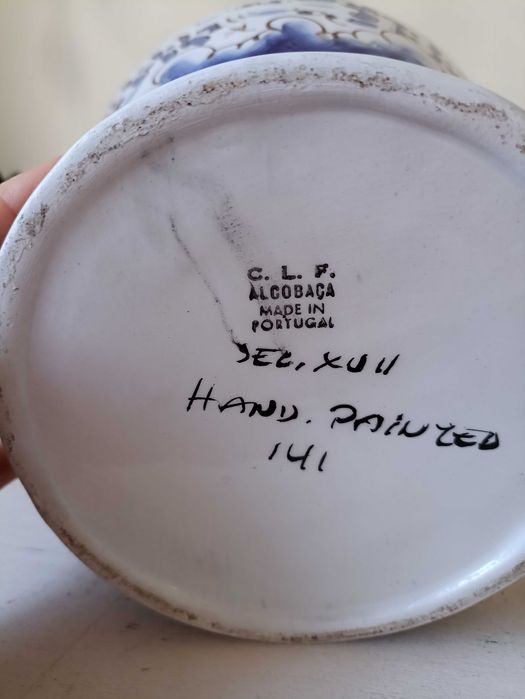 C. L. F.
ALCOBAÇA
MADE IN
PORTUGAL
SEC. XVII
HAND. PAINTED
141